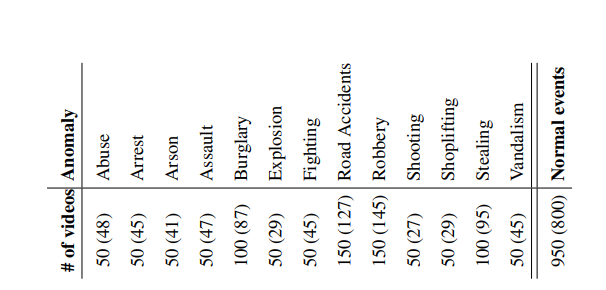 # of videos Anomaly
50 (48) Abuse
50 (45) Arrest
50 (41) Arson
50 (47) Assault
100 (87) Burglary
50 (29) Explosion
50 (45) Fighting
150 (127) Road Accidents
150 (145) Robbery
50 (27) Shooting
50 (29) Shoplifting
100 (95) Stealing
50 (45) Vandalism
950 (800) Normal events